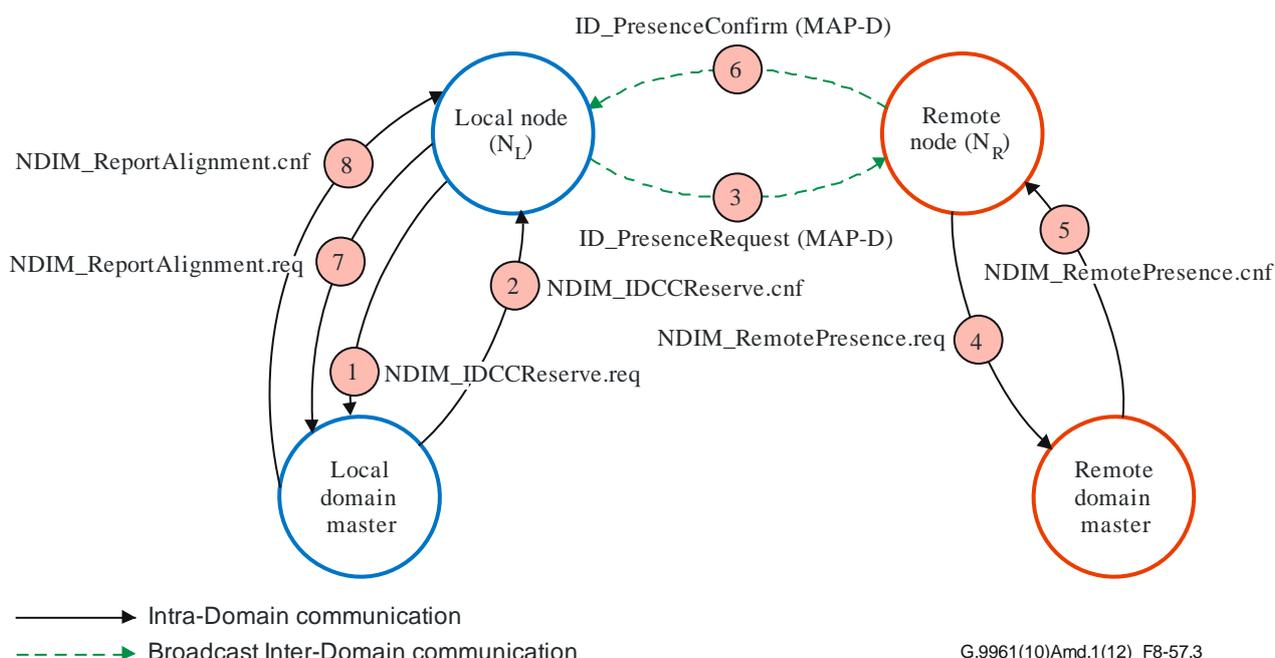 ID_PresenceConfirm (MAP-D)
6
Local node
(NL)
Remote
node (NR)
8
NDIM_ReportAlignment.cnf
3
ID_PresenceRequest (MAP-D)
5
NDIM_RemotePresence.cnf
7
NDIM_ReportAlignment.req
2
NDIM_IDCCReserve.cnf
NDIM_RemotePresence.req
4
1
NDIM_IDCCReserve.req
Local
domain
master
Remote
domain
master
Intra-Domain communication
Broadcast Inter-Domain communication
G.9961(10)Amd.1(12)_F8-57.3